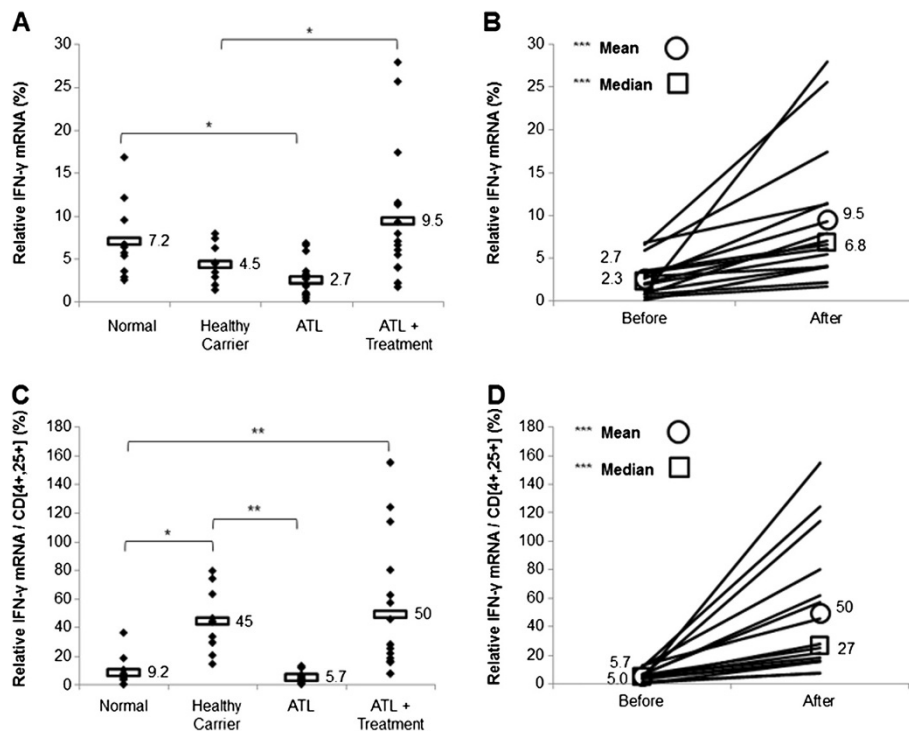 A
Relative IFN-γ mRNA (%)
30
25
20
15
10
5
0
*
*
7.2
4.5
2.7
9.5
Normal
Healthy
Carrier
ATL
ATL +
Treatment
B
Relative IFN-γ mRNA (%)
30
25
20
15
10
5
0
*** Mean
*** Median
2.7
2.3
9.5
6.8
Before
After
C
Relative IFN-γ mRNA / CD[4+,25+] (%)
180
160
140
120
100
80
60
40
20
0
**
**
*
9.2
45
5.7
50
Normal
Healthy
Carrier
ATL
ATL +
Treatment
D
Relative IFN-γ mRNA / CD[4+,25+] (%)
180
160
140
120
100
80
60
40
20
0
*** Mean
*** Median
5.7
5.0
50
27
Before
After